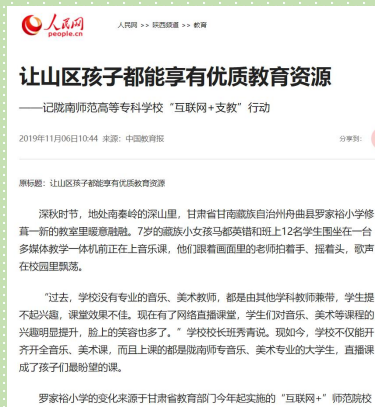 人民网
people.cn
人民网 >> 陕西频道 >> 教育
让山区孩子都能享有优质教育资源
——记陇南师范高等专科学校“互联网+支教”行动
2019年11月06日10:44 来源：中国教育报
分享到：
原标题：让山区孩子都能享有优质教育资源
深秋时节，地处南秦岭的深山里，甘肃省甘南藏族自治州舟曲县罗家峪小学修
葺一新的教室里暖意融融。7岁的藏族小女孩马都英错和班上12名学生围坐在一台
多媒体教学一体机前正在上音乐课，他们跟着画面里的老师拍着手、摇着头，歌声
在校园里飘荡。
“过去，学校没有专业的音乐、美术教师，都是由其他学科教师兼带，学生提
不起兴趣，课堂效果不佳。现在有了网络直播课堂，学生们对音乐、美术等课程的
兴趣明显提升，脸上的笑容也多了。”学校校长班秀青说。现如今，学校不仅能开
齐开全音乐、美术课，而且上课的都是陇南师专音乐、美术专业的大学生，直播课
成了孩子们最盼望的课。
罗家峪小学的变化来源于甘肃省教育部门今年起实施的“互联网+”师范院校